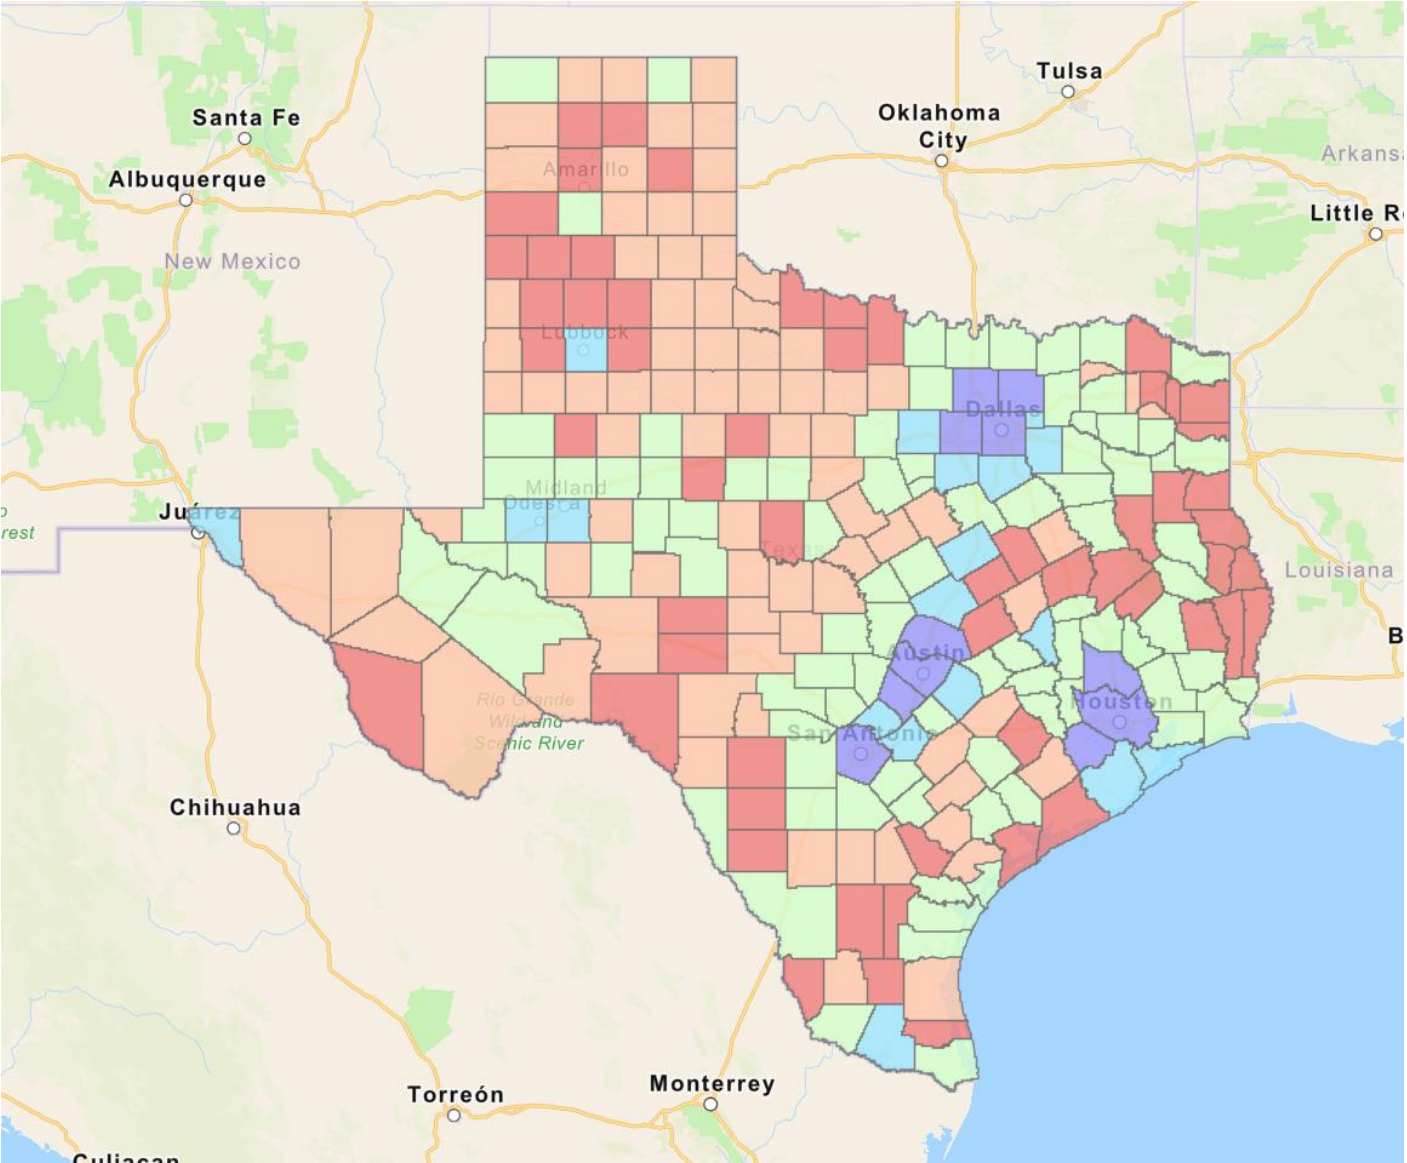 Tulsa
Santa Fe
Oklahoma
City
Arkansa
Amarillo
Albuquerque
Little R
New Mexico
Lubbock
Dallas
Midland
Odessa
Juárez
rest
Texas
Louisiana
B
Austin
Rio Grande
Wild and
Scenic River
Houston
San Antonio
Chihuahua
Monterrey
Torreón
Culiacan